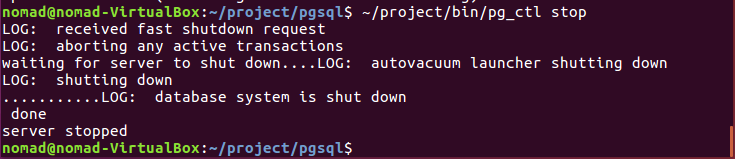 nomad@nomad-VirtualBox:~/project/pgsql$ ~/project/bin/pg_ctl stop
LOG:  received fast shutdown request
LOG:  aborting any active transactions
waiting for server to shut down....LOG:  autovacuum launcher shutting down
LOG:  shutting down
...........LOG:  database system is shut down
 done
server stopped
nomad@nomad-VirtualBox:~/project/pgsql$